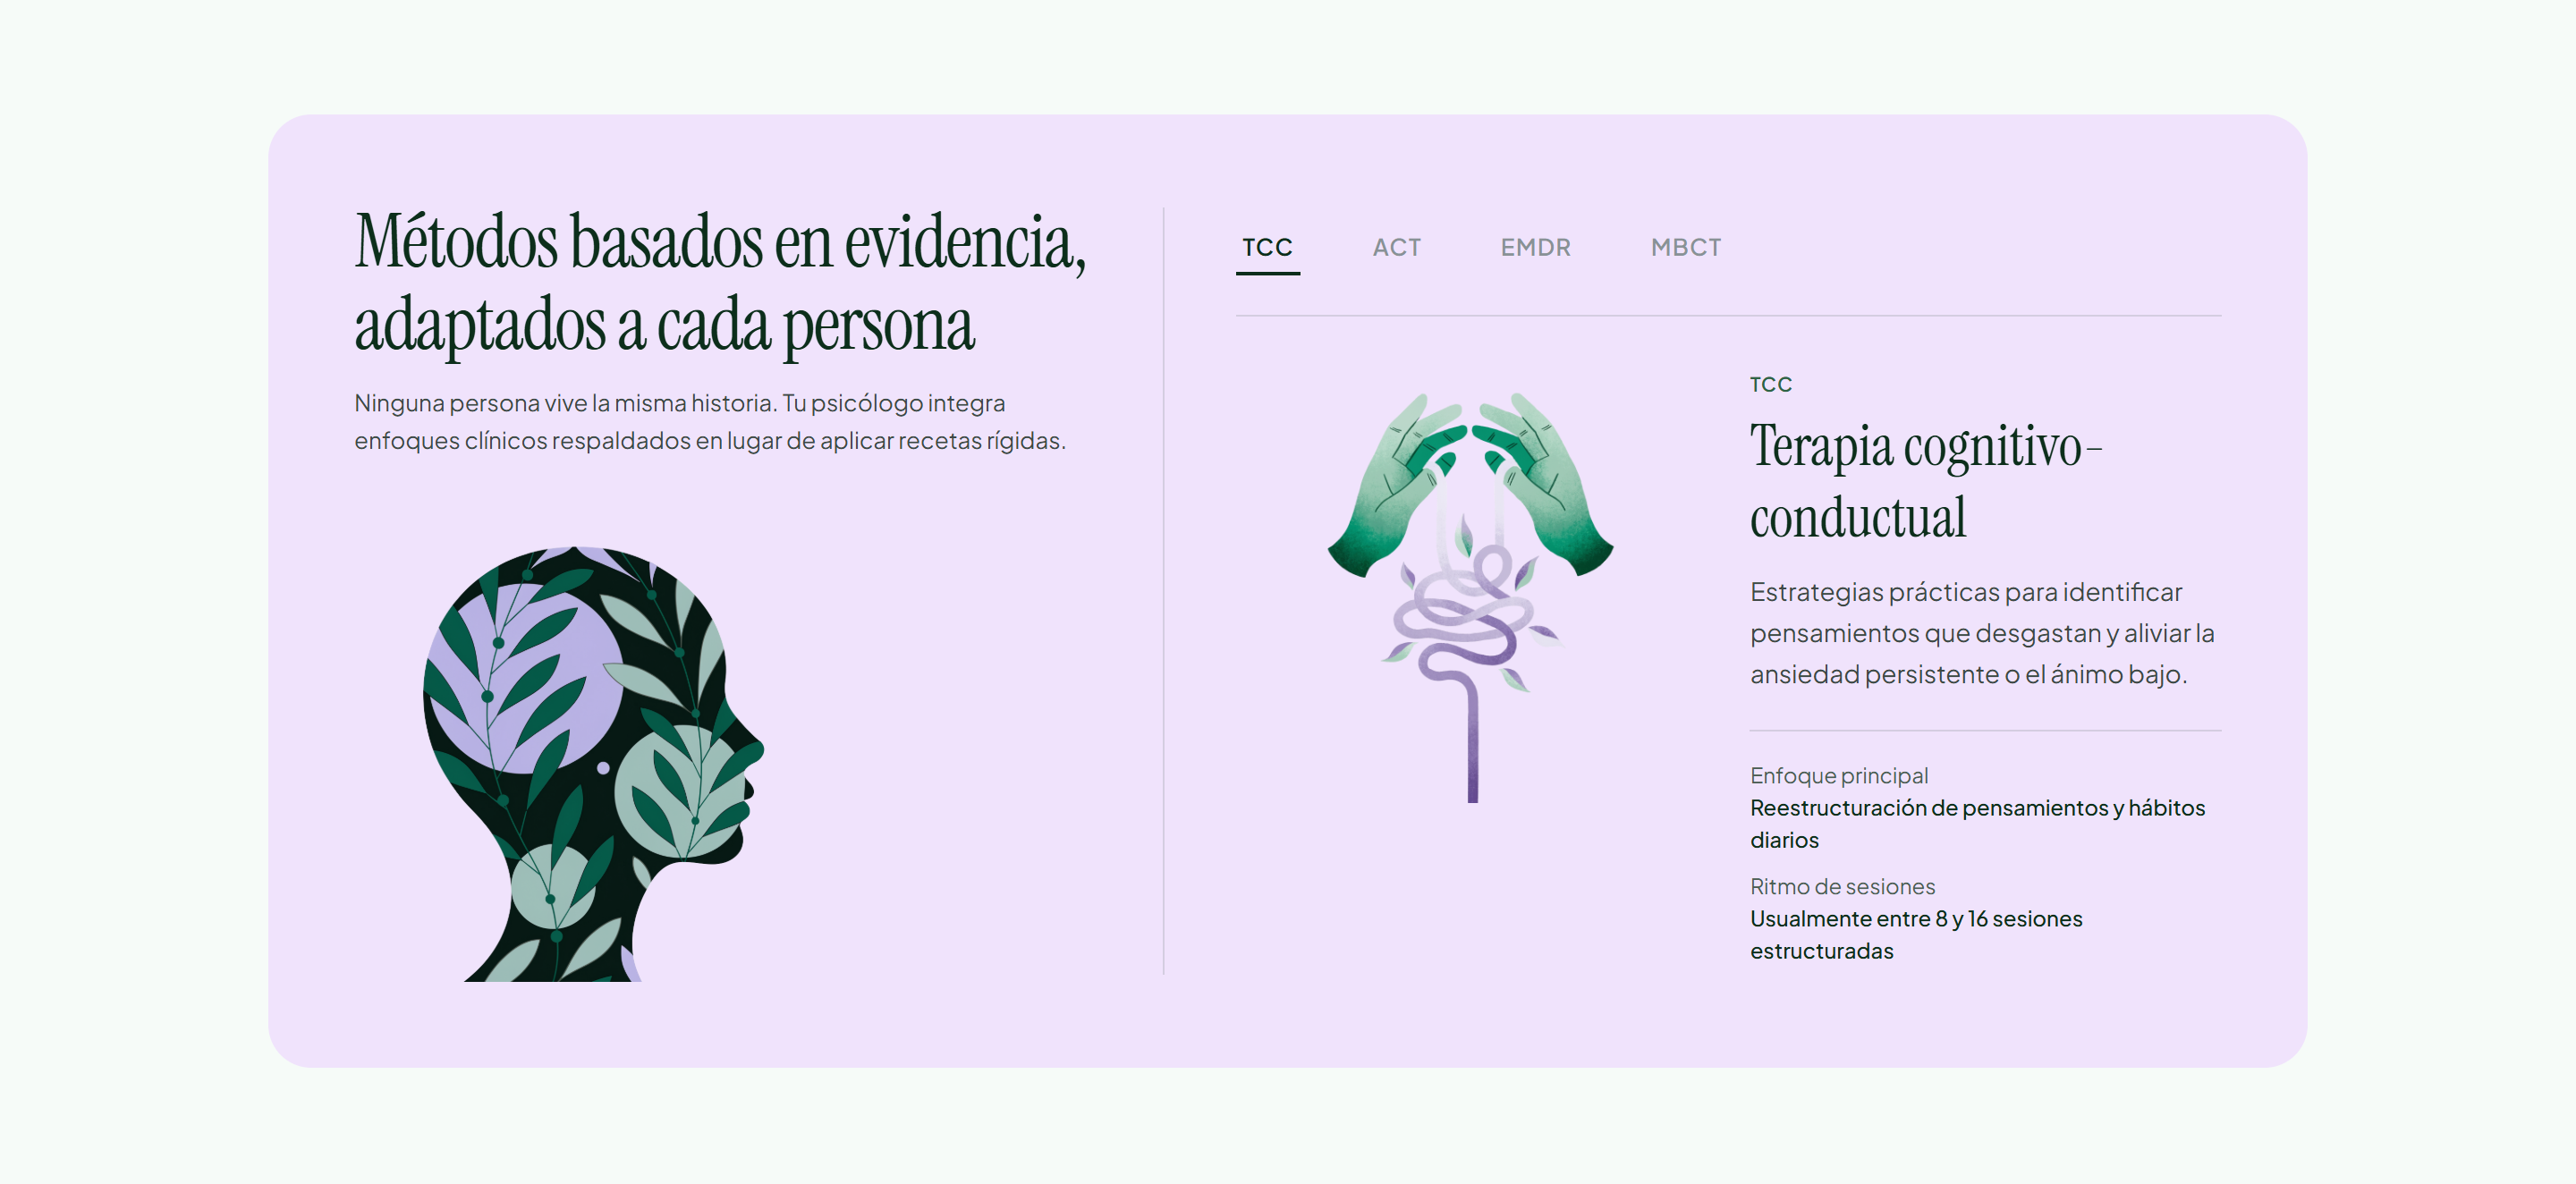 Métodos basados en evidencia,
adaptados a cada persona
Ninguna persona vive la misma historia. Tu psicólogo integra
enfoques clínicos respaldados en lugar de aplicar recetas rígidas.
TCC ACT EMDR MBCT
TCC
Terapia cognitivo-
conductual
Estrategias prácticas para identificar
pensamientos que desgastan y aliviar la
ansiedad persistente o el ánimo bajo.
Enfoque principal
Reestructuración de pensamientos y hábitos
diarios
Ritmo de sesiones
Usualmente entre 8 y 16 sesiones
estructuradas